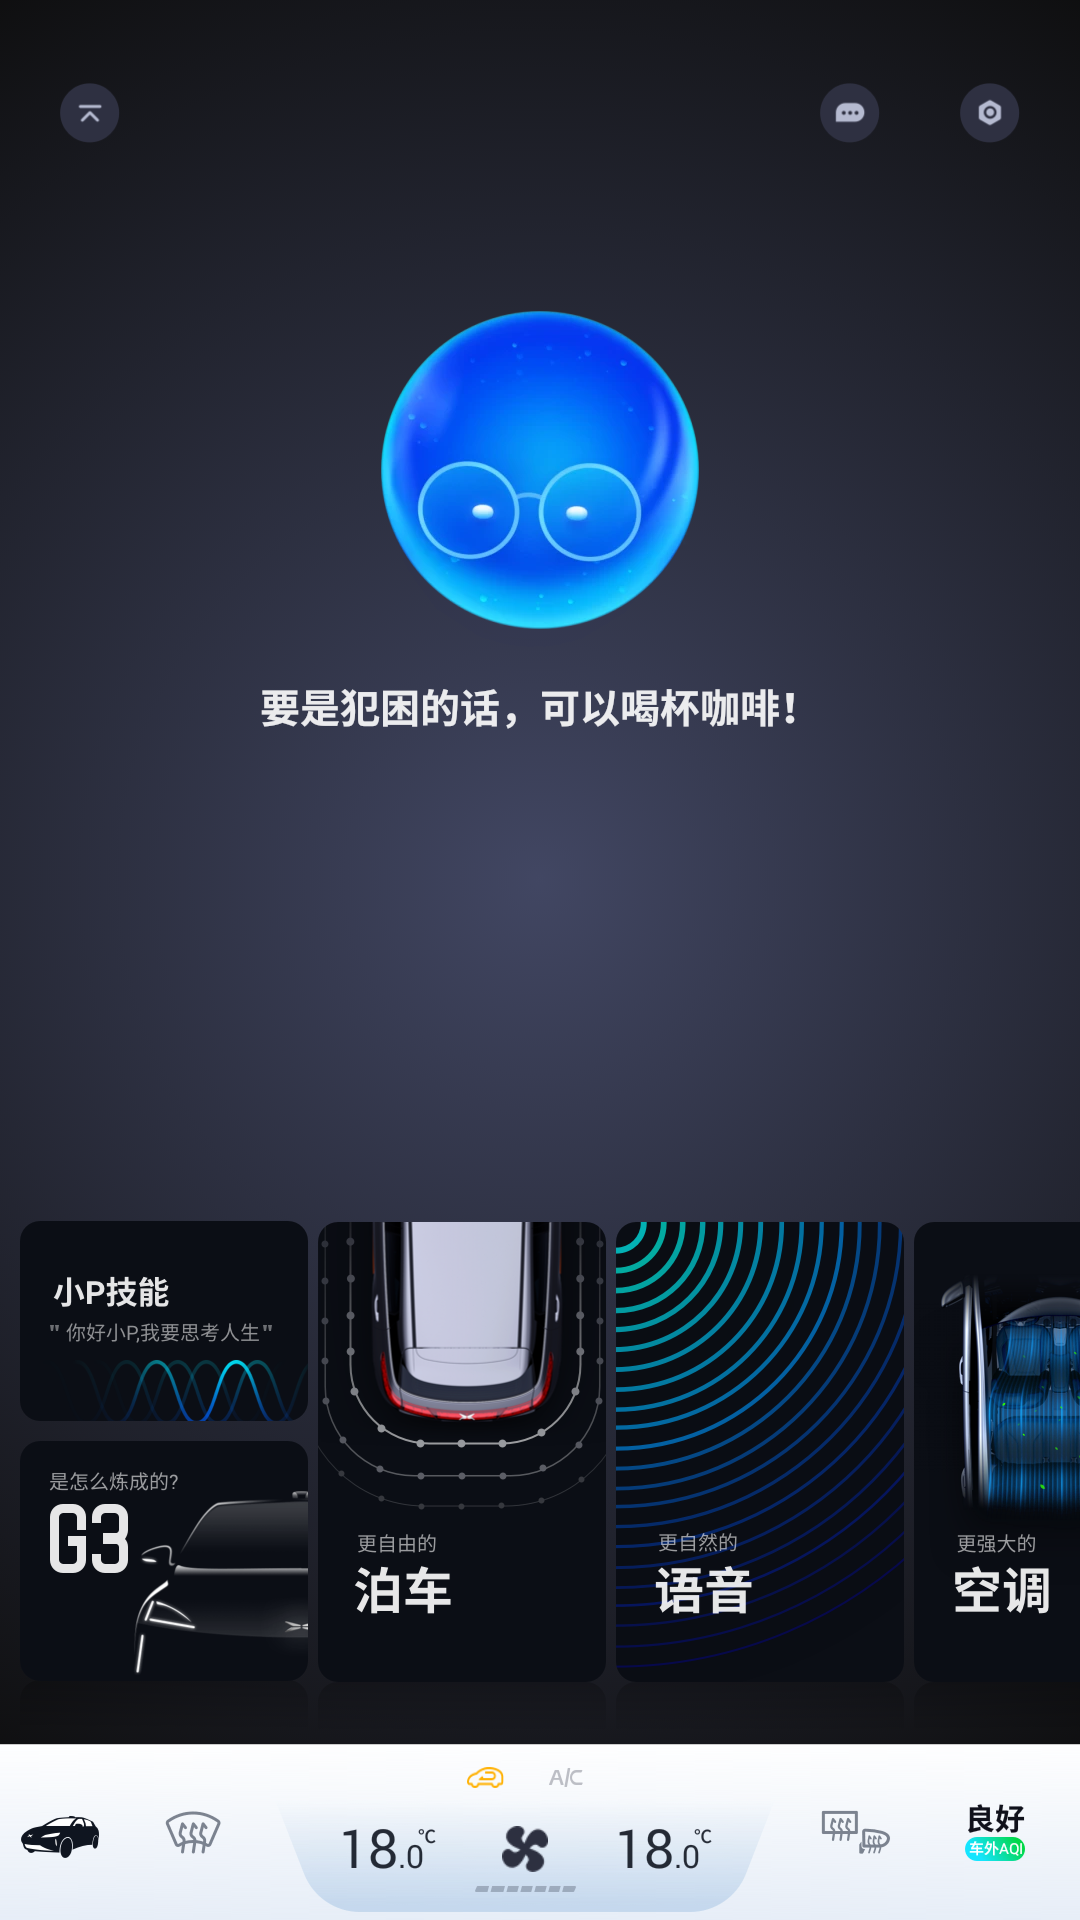 要是犯困的话，可以喝杯咖啡！
小P技能
" 你好小P,我要思考人生"
是怎么炼成的?
G3
更自由的
泊车
更自然的
语音
更强大的
空调
A/C
18.0℃
18.0℃
良好
车外AQI